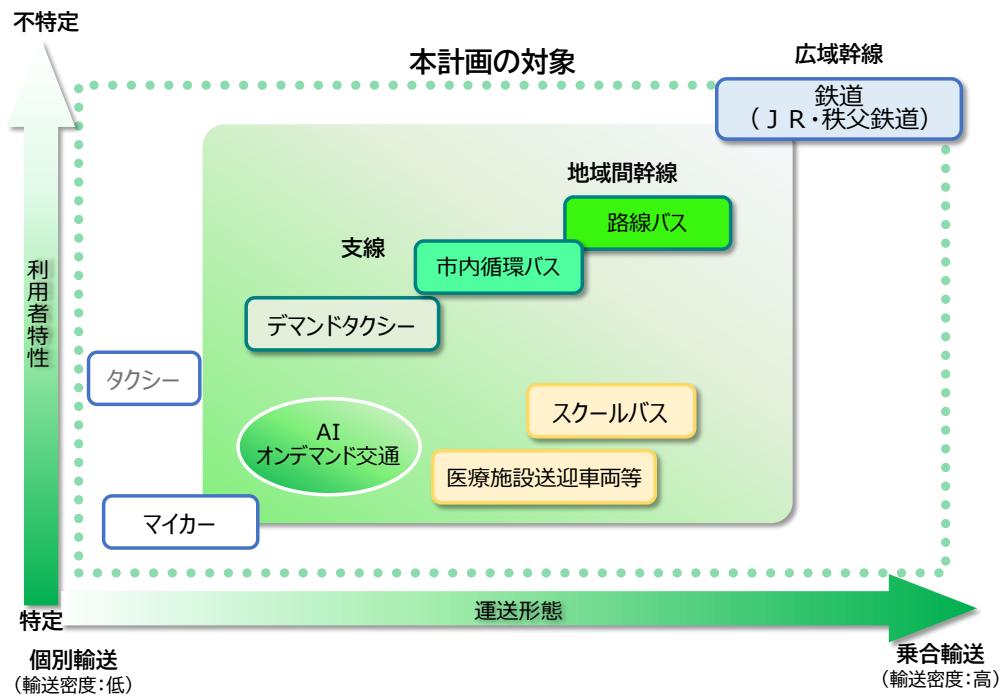 不特定
本計画の対象
広域幹線
鉄道
（ＪＲ・秩父鉄道）
地域間幹線
路線バス
支線
市内循環バス
デマンドタクシー
利用者特性
タクシー
スクールバス
AI
オンデマンド交通
医療施設送迎車両等
マイカー
運送形態
特定
個別輸送
（輸送密度：低）
乗合輸送
（輸送密度：高）